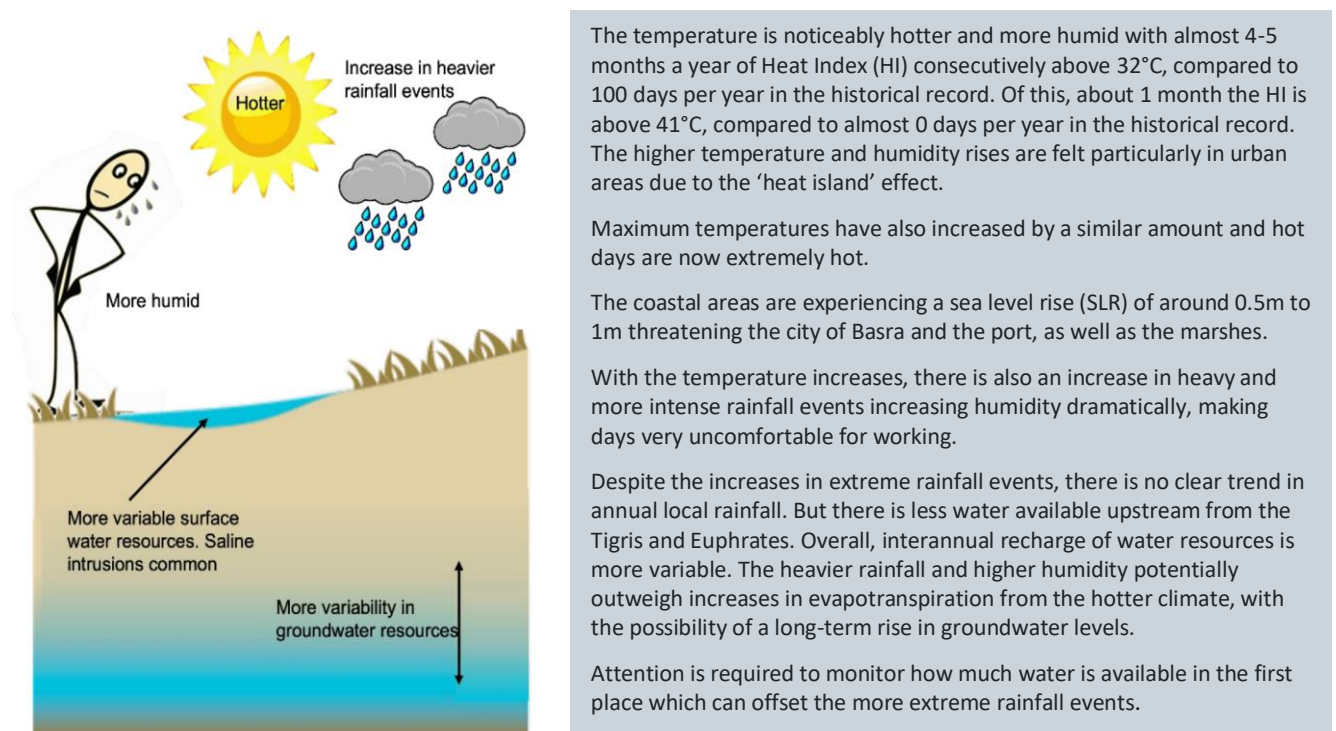 Increase in heavier
rainfall events
Hotter
More humid
More variable surface
water resources. Saline
intrusions common
More variability in
groundwater resources
The temperature is noticeably hotter and more humid with almost 4-5
months a year of Heat Index (HI) consecutively above 32°C, compared to
100 days per year in the historical record. Of this, about 1 month the HI is
above 41°C, compared to almost 0 days per year in the historical record.
The higher temperature and humidity rises are felt particularly in urban
areas due to the ‘heat island’ effect.
Maximum temperatures have also increased by a similar amount and hot
days are now extremely hot.
The coastal areas are experiencing a sea level rise (SLR) of around 0.5m to
1m threatening the city of Basra and the port, as well as the marshes.
With the temperature increases, there is also an increase in heavy and
more intense rainfall events increasing humidity dramatically, making
days very uncomfortable for working.
Despite the increases in extreme rainfall events, there is no clear trend in
annual local rainfall. But there is less water available upstream from the
Tigris and Euphrates. Overall, interannual recharge of water resources is
more variable. The heavier rainfall and higher humidity potentially
outweigh increases in evapotranspiration from the hotter climate, with
the possibility of a long-term rise in groundwater levels.
Attention is required to monitor how much water is available in the first
place which can offset the more extreme rainfall events.